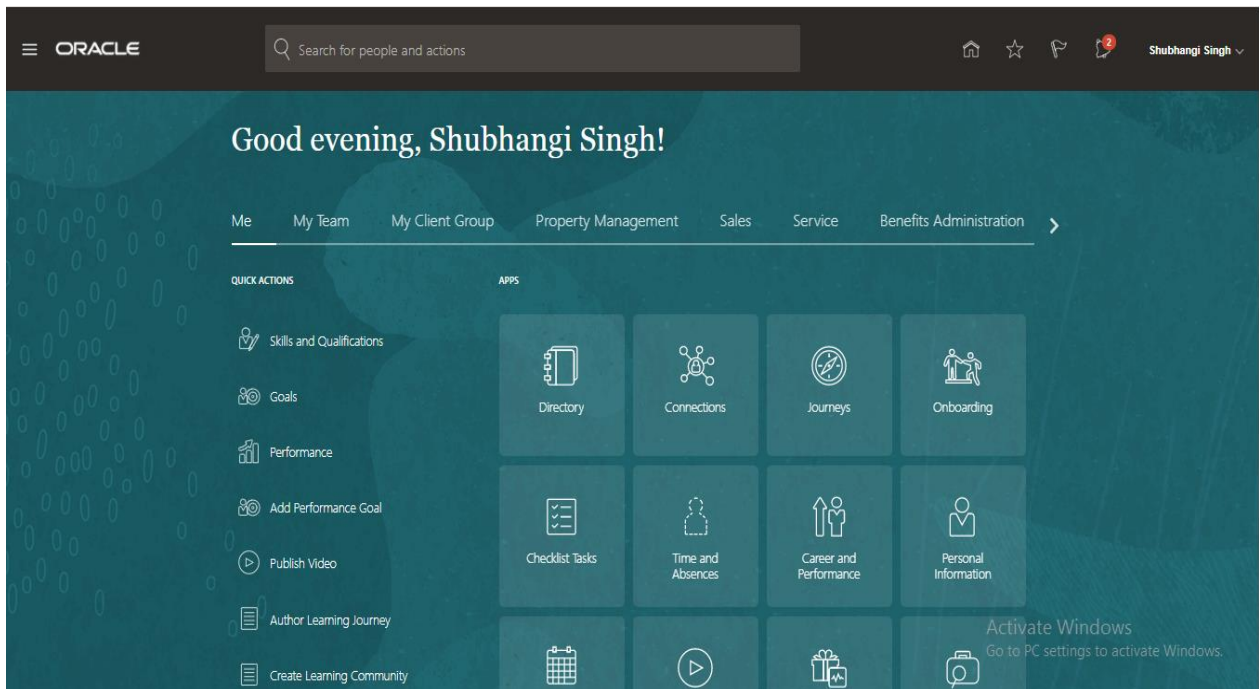 ORACLE
Search for people and actions
2
Shubhangi Singh
Good evening, Shubhangi Singh!
Me My Team My Client Group Property Management Sales Service Benefits Administration
QUICK ACTIONS
APPS
Skills and Qualifications
Goals
Performance
Add Performance Goal
Publish Video
Author Learning Journey
Create Learning Community
Directory
Connections
Journeys
Onboarding
Checklist Tasks
Time and
Absences
Career and
Performance
Personal
Information
Activate Windows
Go to PC settings to activate Windows.